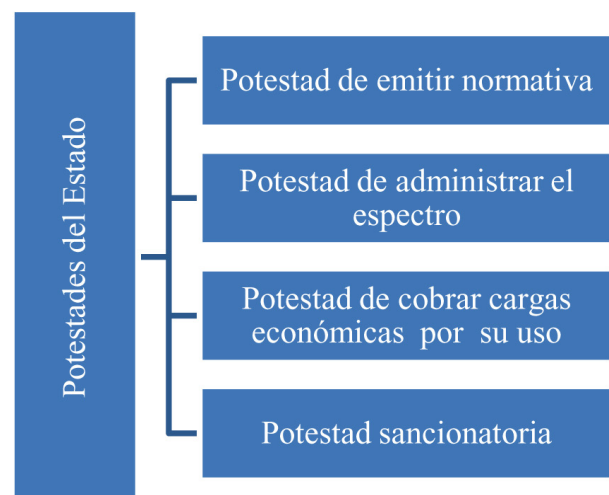 Potestades del Estado
Potestad de emitir normativa
Potestad de administrar el
espectro
Potestad de cobrar cargas
económicas por su uso
Potestad sancionatoria